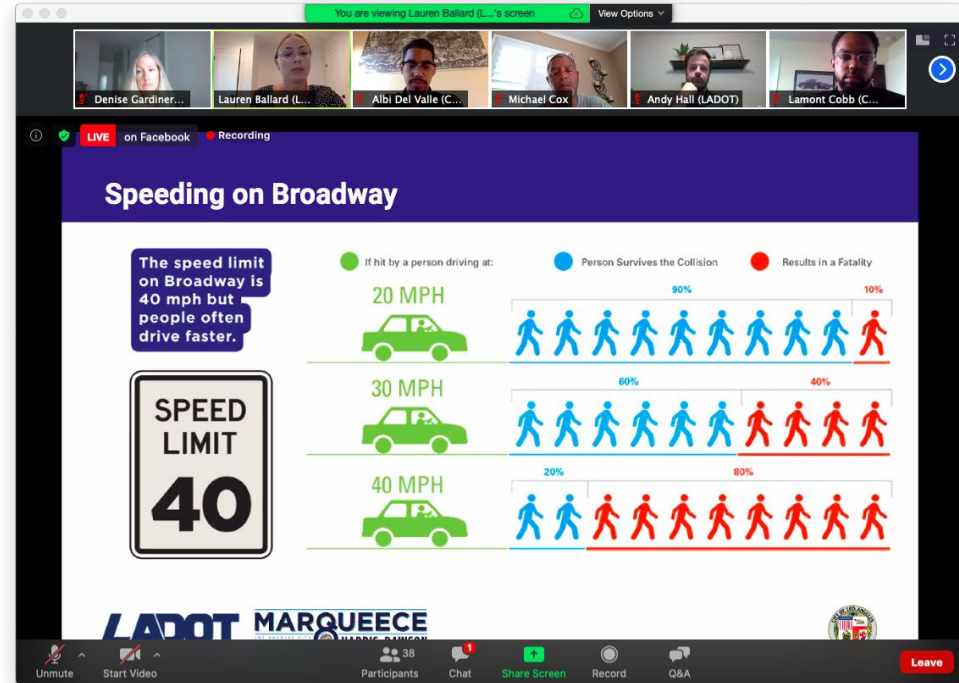 You are viewing Lauren Ballard (L...'s screen
View Options
Denise Gardiner...
Lauren Ballard (L...
Albi Del Valle (C...
Michael Cox
Andy Hall (LADOT)
Lamont Cobb (C...
LIVE on Facebook
Recording
Speeding on Broadway
The speed limit
on Broadway is
40 mph but
people often
drive faster.
SPEED
LIMIT
40
If hit by a person driving at:
Person Survives the Collision
Results in a Fatality
20 MPH
90%
10%
30 MPH
60%
40%
40 MPH
20%
80%
LADOT
MARQUEECE
HARRIS-DAWSON
Unmute
Start Video
38
Participants
1
Chat
Share Screen
Record
Q&A
Leave